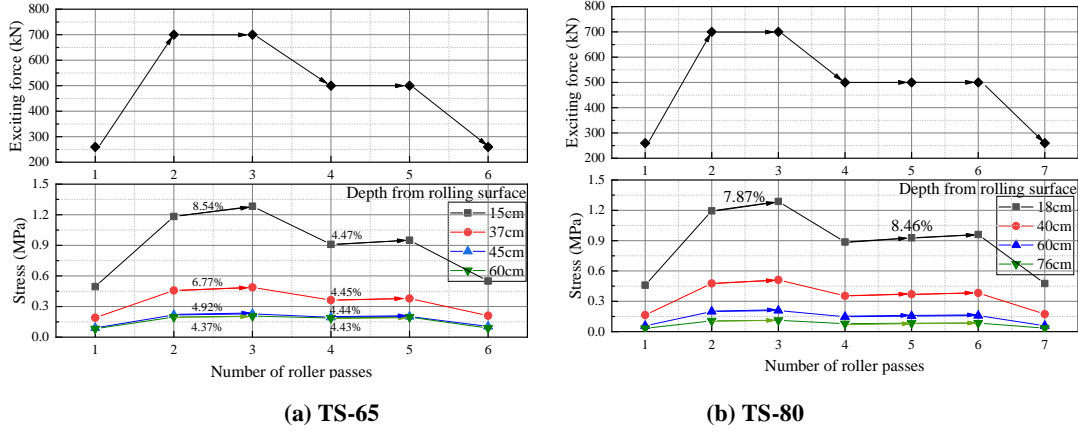 800
700
600
500
400
300
200
Exciting force (kN)
1 2 3 4 5 6
1.5
1.2
0.9
0.6
0.3
0.0
Stress (MPa)
Depth from rolling surface
15cm
37cm
45cm
60cm
8.54%
4.47%
6.77%
4.45%
4.92%
4.44%
4.37%
4.43%
1 2 3 4 5 6
Number of roller passes
(a) TS-65
800
700
600
500
400
300
200
Exciting force (kN)
1 2 3 4 5 6 7
1.5
1.2
0.9
0.6
0.3
0.0
Stress (MPa)
Depth from rolling surface
18cm
40cm
60cm
76cm
7.87%
8.46%
1 2 3 4 5 6 7
Number of roller passes
(b) TS-80